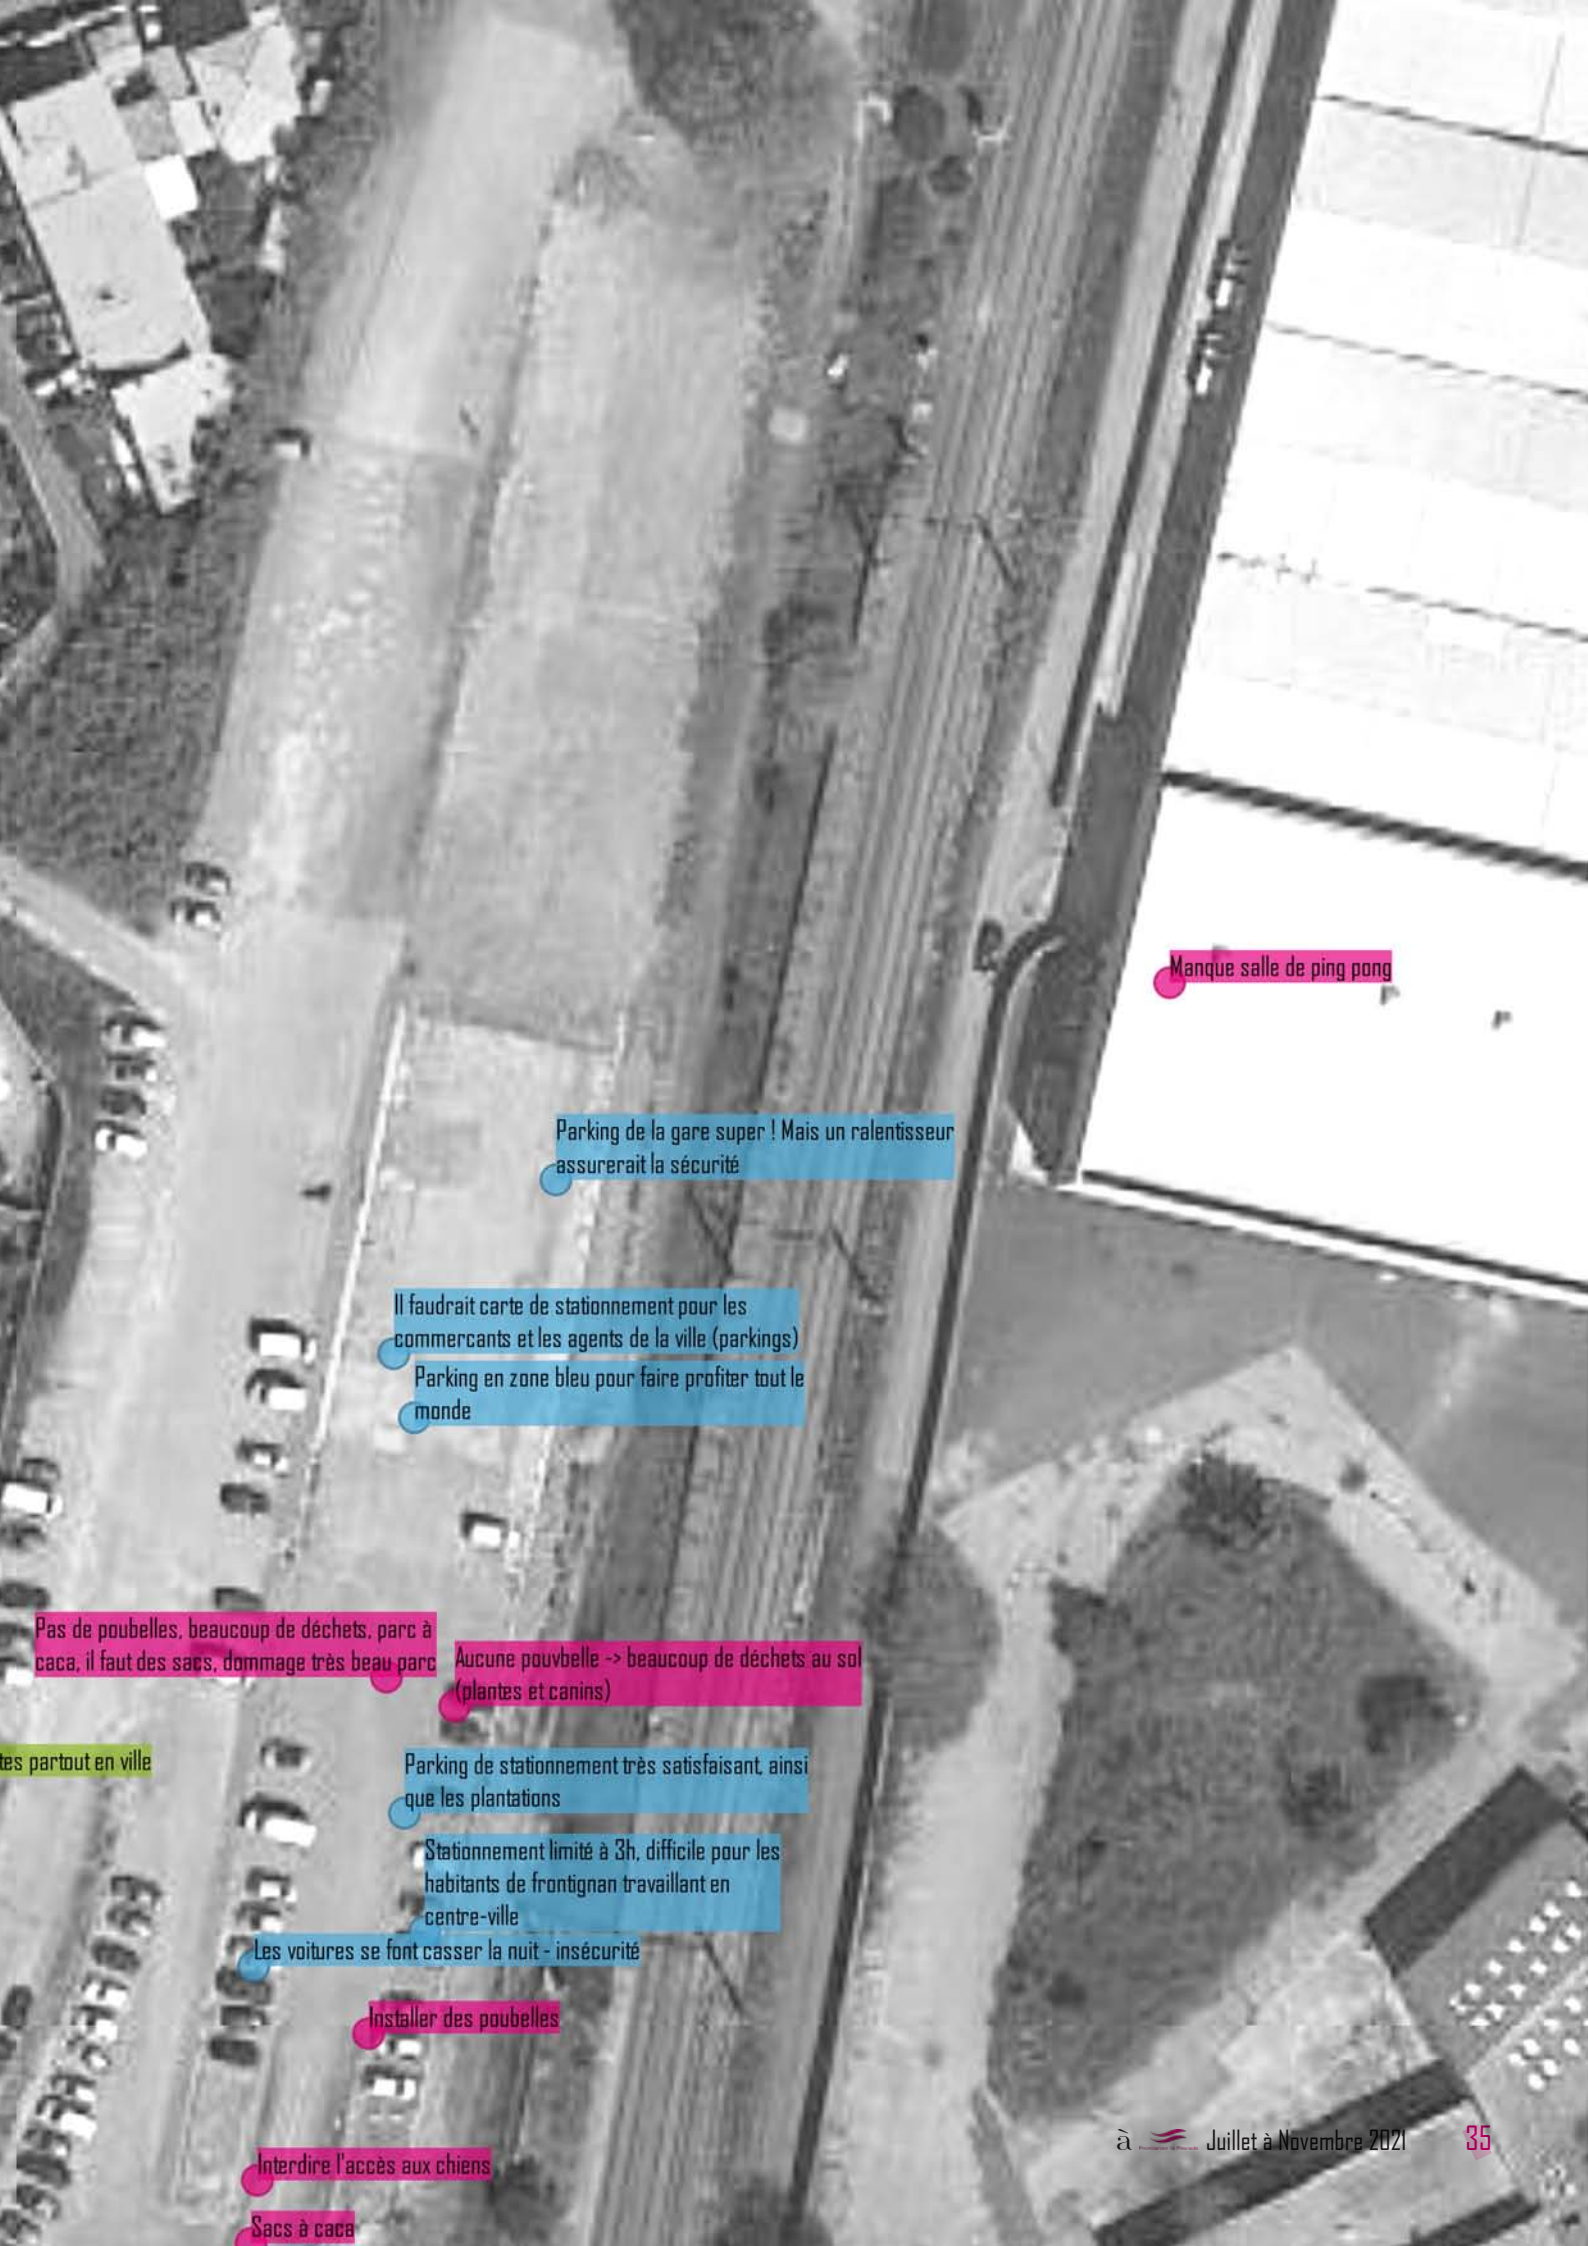 Manque salle de ping pong
Parking de la gare super ! Mais un ralentisseur
assurerait la sécurité
Il faudrait carte de stationnement pour les
commercants et les agents de la ville (parkings)
Parking en zone bleu pour faire profiter tout le
monde
Pas de poubelles, beaucoup de déchets, parc à
caca, il faut des sacs, dommage très beau parc
Aucune pouvbelle -> beaucoup de déchets au sol
(plantes et canins)
tes partout en ville
Parking de stationnement très satisfaisant, ainsi
que les plantations
Stationnement limité à 3h, difficile pour les
habitants de frontignan travaillant en
centre-ville
Les voitures se font casser la nuit - insécurité
Installer des poubelles
Interdire l'accès aux chiens
Sacs à caca
à Juillet à Novembre 2021 35